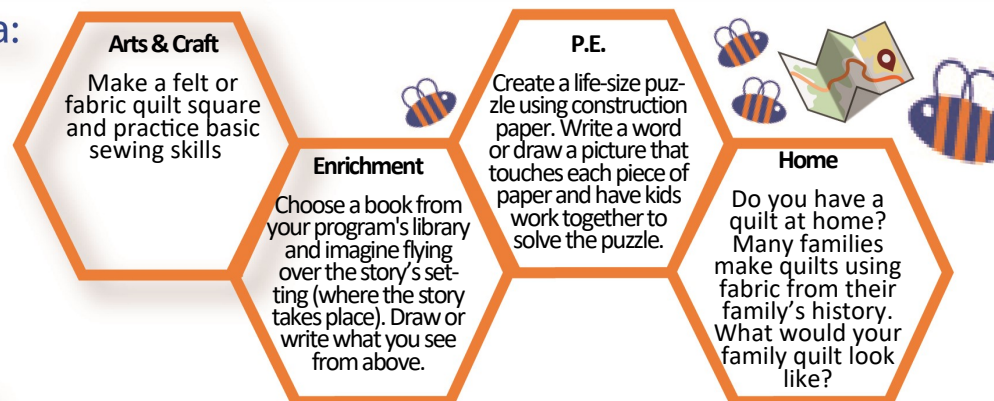 a:
Arts & Craft
Make a felt or
fabric quilt square
and practice basic
sewing skills
Enrichment
Choose a book from
your program's library
and imagine flying
over the story's set-
ting (where the story
takes place). Draw or
write what you see
from above.
P.E.
Create a life-size puz-
zle using construction
paper. Write a word
or draw a picture that
touches each piece of
paper and have kids
work together to
solve the puzzle.
Home
Do you have a
quilt at home?
Many families
make quilts using
fabric from their
family's history.
What would your
family quilt look
like?